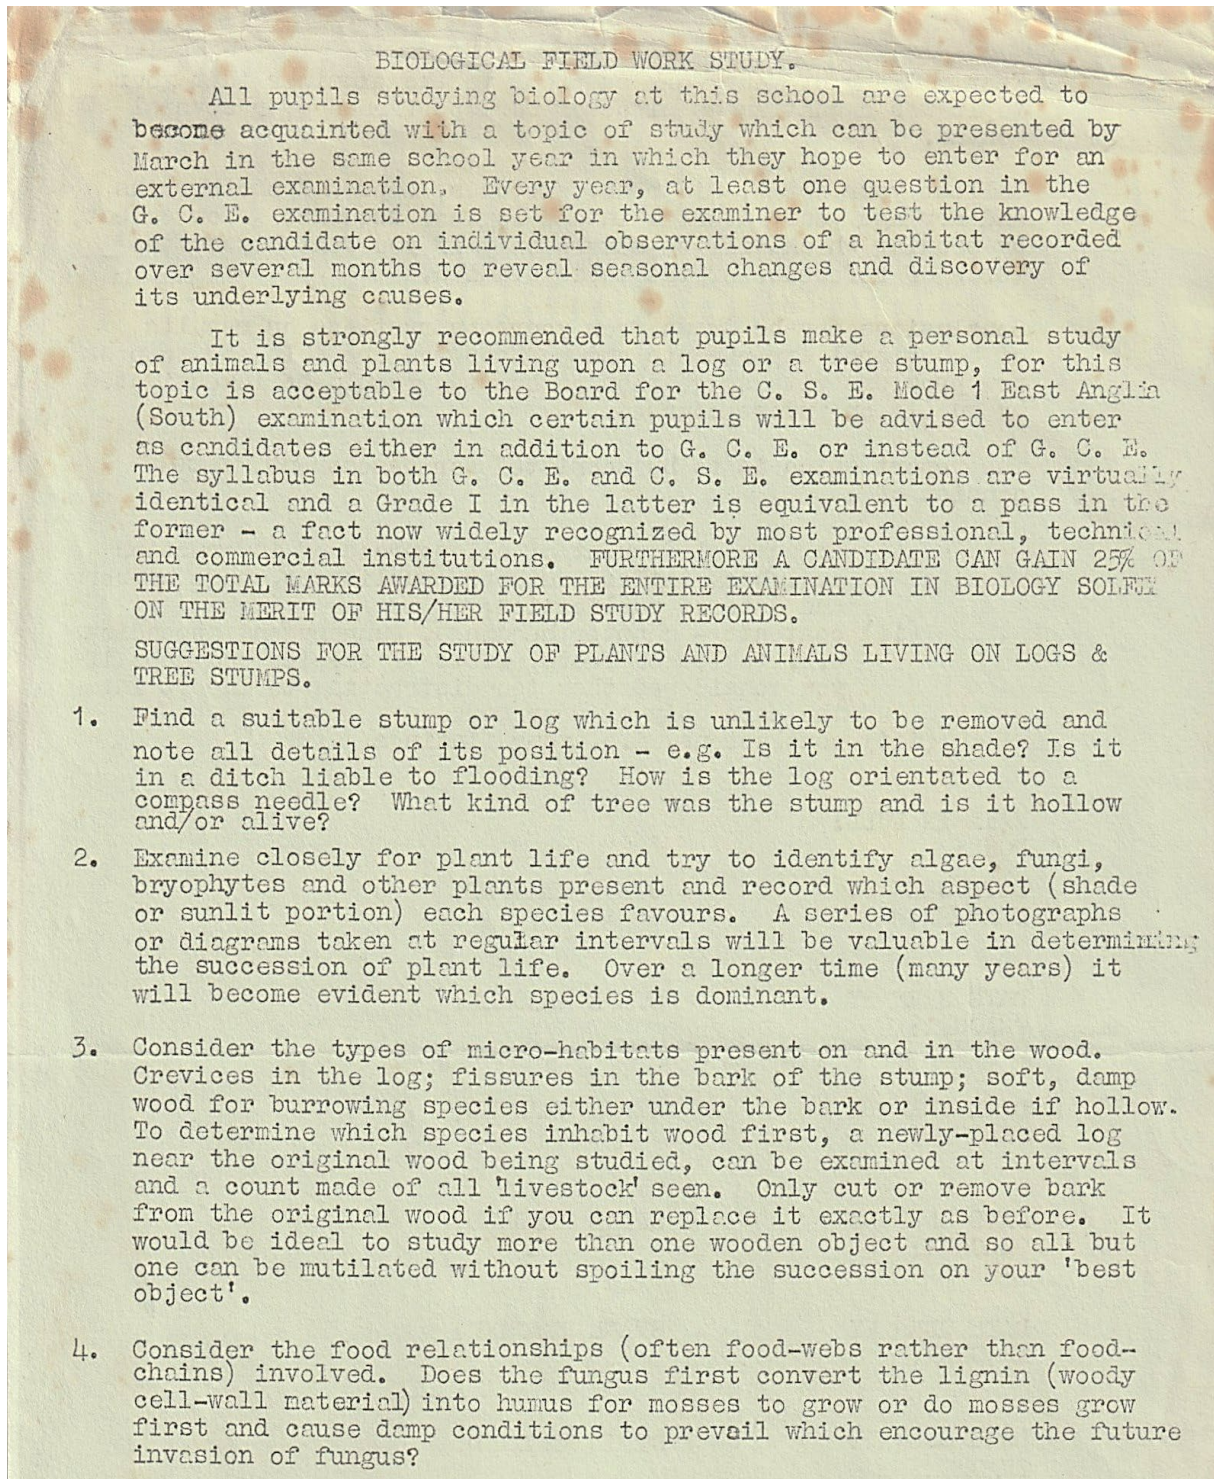 BIOLOGICAL FIELD WORK STUDY.
All pupils studying biology at this school are expected to
become acquainted with a topic of study which can be presented by
March in the same school year in which they hope to enter for an
external examination. Every year, at least one question in the
G. C. E. examination is set for the examiner to test the knowledge
of the candidate on individual observations of a habitat recorded
over several months to reveal seasonal changes and discovery of
its underlying causes.
It is strongly recommended that pupils make a personal study
of animals and plants living upon a log or a tree stump, for this
topic is acceptable to the Board for the C. S. E. Mode 1 East Anglia
(South) examination which certain pupils will be advised to enter
as candidates either in addition to G. C. E. or instead of G. C. E.
The syllabus in both G. C. E. and C. S. E. examinations are virtually
identical and a Grade I in the latter is equivalent to a pass in the
former - a fact now widely recognized by most professional, technical
and commercial institutions. FURTHERMORE A CANDIDATE CAN GAIN 25% OF
THE TOTAL MARKS AWARDED FOR THE ENTIRE EXAMINATION IN BIOLOGY
ON THE MERIT OF HIS/HER FIELD STUDY RECORDS.
SUGGESTIONS FOR THE STUDY OF PLANTS AND ANIMALS LIVING ON LOGS &
TREE STUMPS.
1. Find a suitable stump or log which is unlikely to be removed and
note all details of its position - e.g. Is it in the shade? Is it
in a ditch liable to flooding? How is the log orientated to a
compass needle? What kind of tree was the stump and is it hollow
and/or alive?
2. Examine closely for plant life and try to identify algae, fungi,
bryophytes and other plants present and record which aspect (shade
or sunlit portion) each species favours. A series of photographs
or diagrams taken at regular intervals will be valuable in determining
the succession of plant life. Over a longer time (many years) it
will become evident which species is dominant.
3. Consider the types of micro-habitats present on and in the wood.
Crevices in the log; fissures in the bark of the stump; soft, damp
wood for burrowing species either under the bark or inside if hollow.
To determine which species inhabit wood first, a newly-placed log
near the original wood being studied, can be examined at intervals
and a count made of all 'livestock' seen. Only cut or remove bark
from the original wood if you can replace it exactly as before. It
would be ideal to study more than one wooden object and so all but
one can be mutilated without spoiling the succession on your 'best
object'.
4. Consider the food relationships (often food-webs rather than food-
chains) involved. Does the fungus first convert the lignin (woody
cell-wall material) into humus for mosses to grow or do mosses grow
first and cause damp conditions to prevail which encourage the future
invasion of fungus?